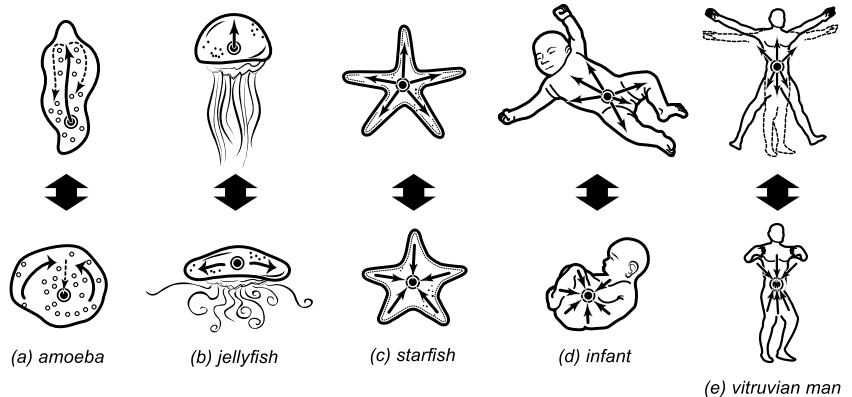 (a) amoeba
(b) jellyfish
(c) starfish
(d) infant
(e) vitruvian man